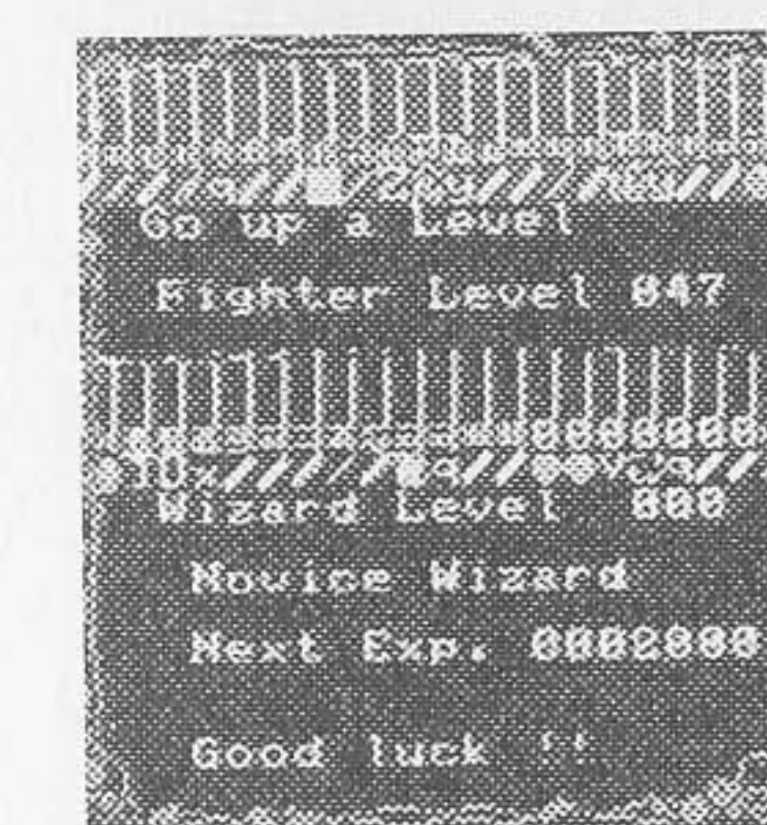 Go up a Level
Fighter Level 047
Wizard Level 000
Novice Wizard
Next Exp. 0002000
Good luck !!